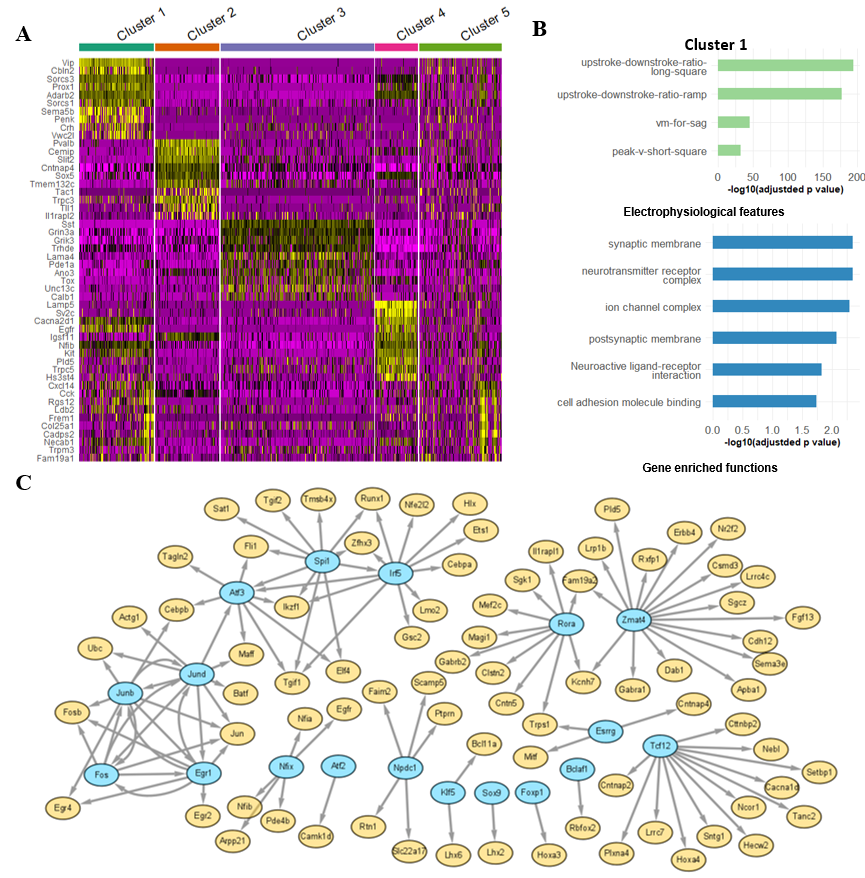 A
Cluster 1
Cluster 2
Cluster 3
Cluster 4
Cluster 5
Vip
Cbln2
Sorcs3
Prox1
Adarb2
Sorcs1
Sema5b
Penk
Crh
Vwc2l
Pvalb
Cemip
Slit2
Cntnap4
Sox5
Tmem132c
Tac1
Trpc3
Tll1
Il1rapl2
Sst
Grin3a
Grik3
Trhde
Lama4
Pde1a
Ano3
Tox
Unc13c
Calb1
Lamp5
Sv2c
Cacna2d1
Egfr
Igsf11
Nfib
Kit
Pld5
Trpc5
Hs3st4
Cxcl14
Cck
Rgs12
Ldb2
Frem1
Col25a1
Cadps2
Necab1
Trpm3
Fam19a1
B
Cluster 1
upstroke-downstroke-ratio-
long-square
upstroke-downstroke-ratio-ramp
vm-for-sag
peak-v-short-square
0 50 100 150 200
-log10(adjustded p value)
Electrophysiological features
synaptic membrane
neurotransmitter receptor
complex
ion channel complex
postsynaptic membrane
Neuroactive ligand-receptor
interaction
cell adhesion molecule binding
0.0 0.5 1.0 1.5 2.0
-log10(adjustded p value)
Gene enriched functions
C
Sat1
Tgif2
Tmsb4x
Runx1
Nfe2l2
Hlx
Ets1
Tagln2
Fli1
Zfhx3
Spi1
Irf5
Cebpa
Atf3
Cebpb
Ikzf1
Lmo2
Gsc2
Actg1
Ubc
Maff
Jund
Tgif1
Elf4
Junb
Batf
Fosb
Jun
Fos
Egr1
Egr4
Egr2
Nfia
Egfr
Nfix
Nfib
Arpp21
Pde4b
Atf2
Camk1d
Faim2
Scamp5
Ptprn
Npdc1
Rtn1
Slc22a17
Bcl11a
Klf5
Lhx6
Sox9
Lhx2
Foxp1
Hoxa3
Bclaf1
Rbfox2
Pld5
Il1rapl1
Lrp1b
Erbb4
Nr2f2
Rxfp1
Csmd3
Sgk1
Fam19a2
Lrrc4c
Mef2c
Sgcz
Rora
Zmat4
Fgf13
Magi1
Cdh12
Gabrb2
Sema3e
Clstn2
Kcnh7
Dab1
Gabra1
Apba1
Cntn5
Cntnap4
Trps1
Esrrg
Mitf
Tcf12
Cttnbp2
Nebl
Setbp1
Cntnap2
Cacna1d
Ncor1
Tanc2
Lrrc7
Sntg1
Hecw2
Plxna4
Hoxa4